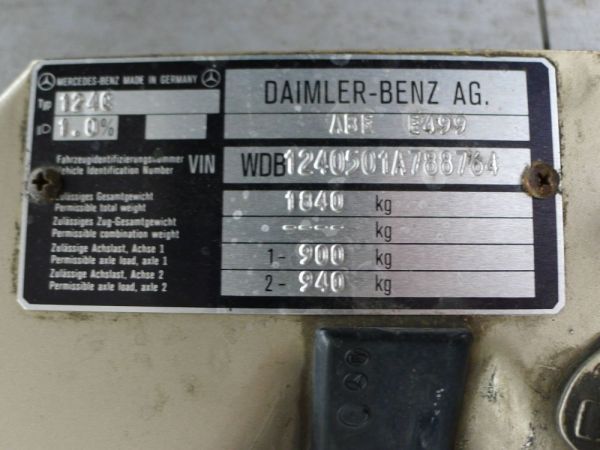 MERCEDES-BENZ MADE IN GERMANY
DAIMLER-BENZ AG.
Typ 124C
1.0% ABE E499
Fahrzeugidentifizierungsnummer
Vehicle Identification Number VIN WDB1240501A788764
Zulässiges Gesamtgewicht
Permissible total weight 1840 kg
Zulässiges Zug-Gesamtgewicht
Permissible combination weight ---- kg
Zulässige Achslast, Achse 1
Permissible axle load, axle 1 1- 900 kg
Zulässige Achslast, Achse 2
Permissible axle load, axle 2 2- 940 kg